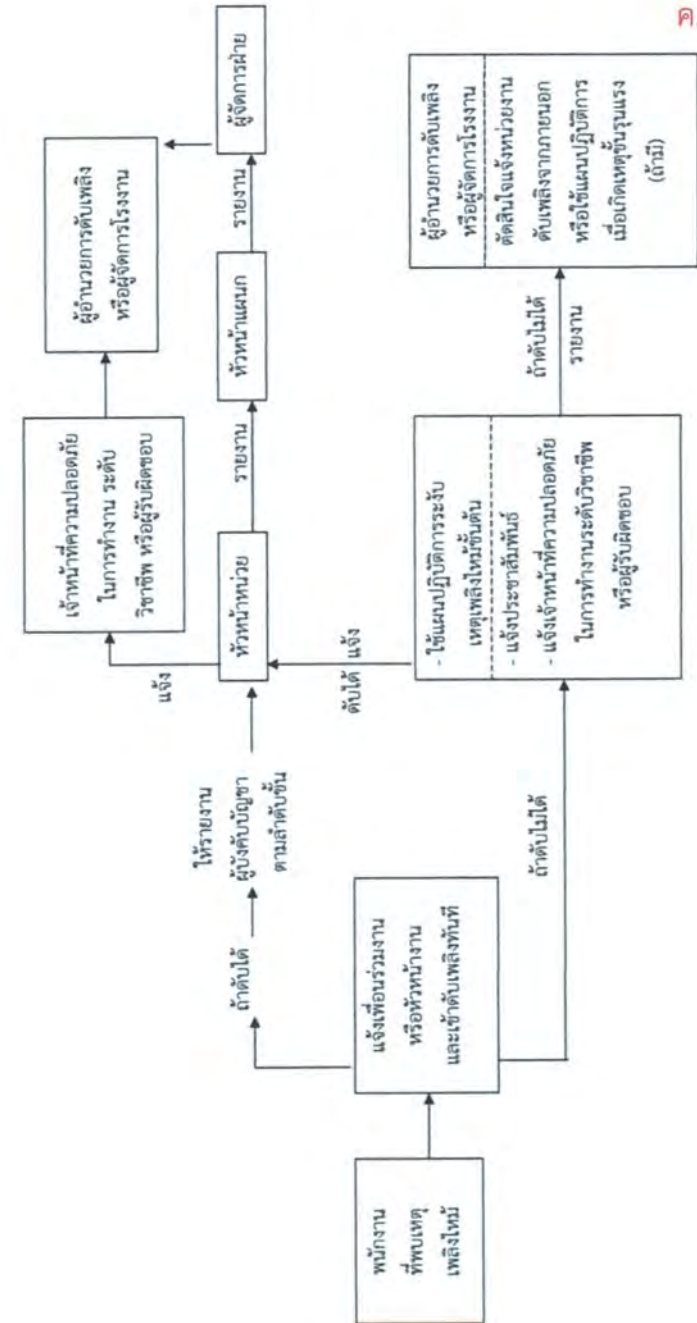 พนักงาน
ที่พบเหตุ
เพลิงไหม้
แจ้งเพื่อนร่วมงาน
หรือหัวหน้างาน
และเข้าดับเพลิงทันที
ถ้าดับได้
ให้รายงาน
ผู้บังคับบัญชา
ตามลำดับขั้น
หัวหน้าหน่วย
แจ้ง
เจ้าหน้าที่ความปลอดภัย
ในการทำงาน ระดับ
วิชาชีพ หรือผู้รับผิดชอบ
ผู้อำนวยการดับเพลิง
หรือผู้จัดการโรงงาน
รายงาน
หัวหน้าแผนก
รายงาน
ผู้จัดการฝ่าย
ถ้าดับไม่ได้
- ใช้แผนปฏิบัติการระงับ
เหตุเพลิงไหม้ขั้นต้น
- แจ้งประชาสัมพันธ์
- แจ้งเจ้าหน้าที่ความปลอดภัย
ในการทำงานระดับวิชาชีพ
หรือผู้รับผิดชอบ
ดับได้ แจ้ง
ถ้าดับไม่ได้
รายงาน
ผู้อำนวยการดับเพลิง
หรือผู้จัดการโรงงาน
ตัดสินใจแจ้งหน่วยงาน
ดับเพลิงจากภายนอก
หรือใช้แผนปฏิบัติการ
เมื่อเกิดเหตุขั้นรุนแรง
(ถ้ามี)